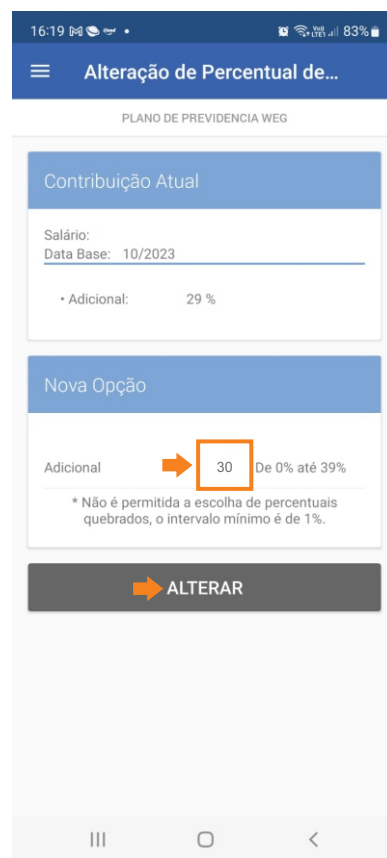 16:19 83%
Alteração de Percentual de...
PLANO DE PREVIDENCIA WEG
Contribuição Atual
Salário:
Data Base: 10/2023
• Adicional: 29 %
Nova Opção
Adicional 30 De 0% até 39%
* Não é permitida a escolha de percentuais
quebrados, o intervalo mínimo é de 1%.
ALTERAR